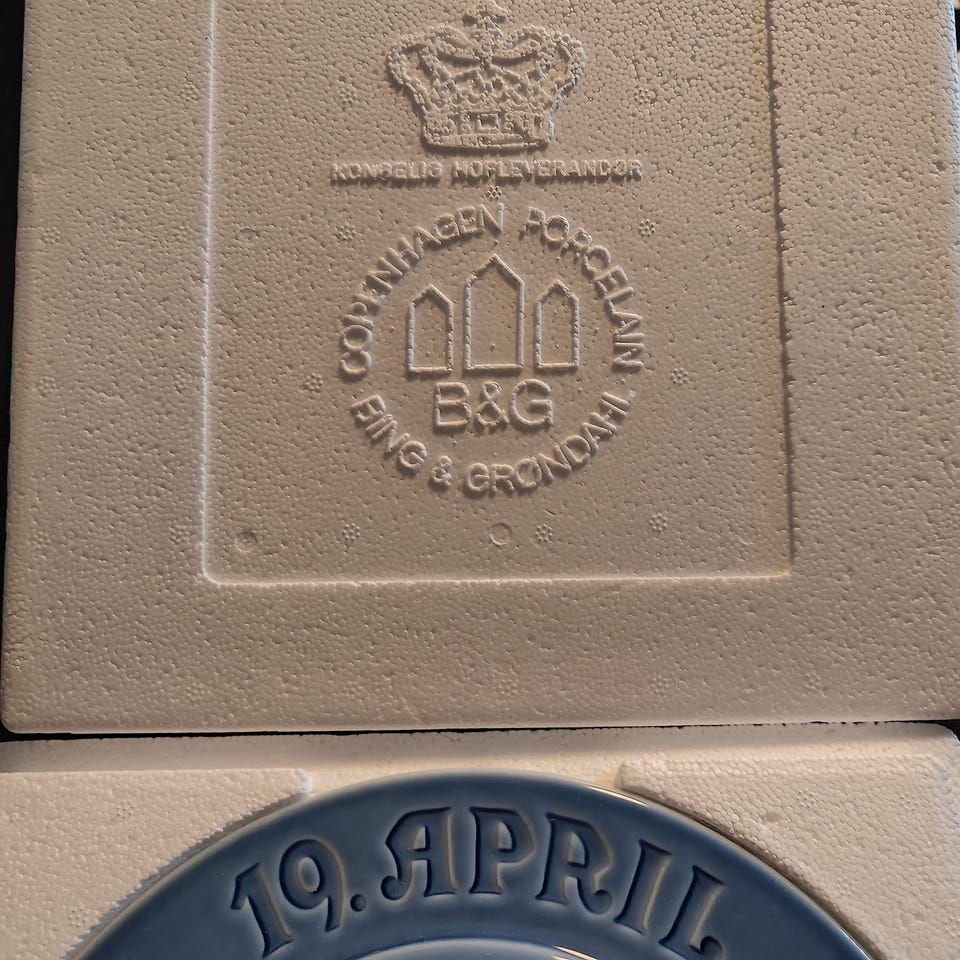 KONGELIG HOFLEVERANDØR
COPENHAGEN PORCELAIN
B&G
BING & GRØNDAHL
19. APRIL